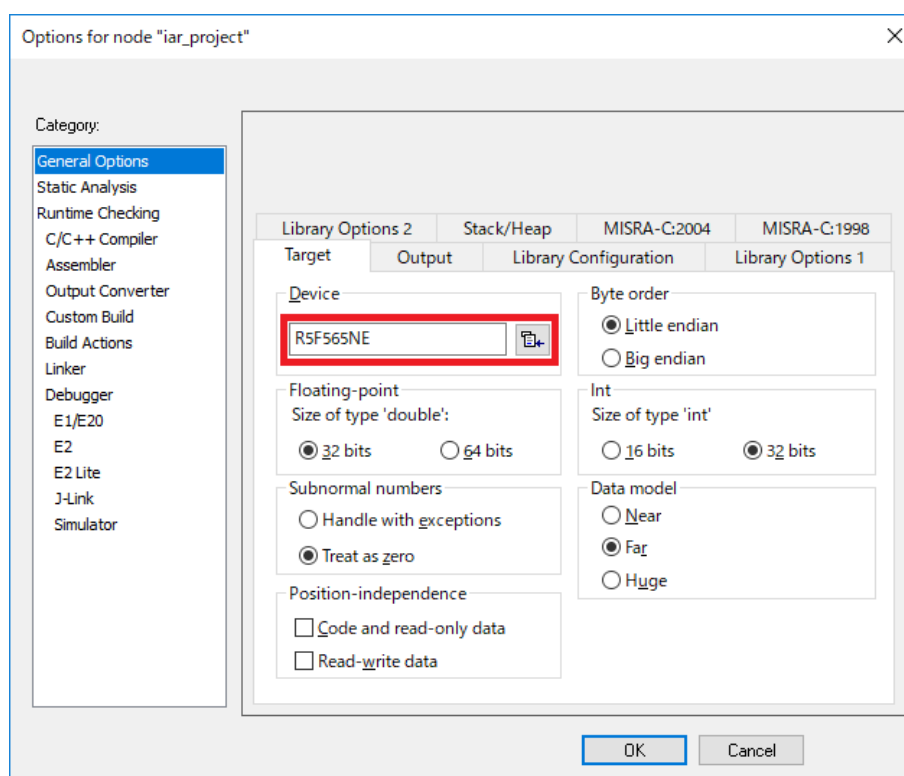 Options for node "iar_project"
Category:
General Options
Static Analysis
Runtime Checking
C/C++ Compiler
Assembler
Output Converter
Custom Build
Build Actions
Linker
Debugger
E1/E20
E2
E2 Lite
J-Link
Simulator
Library Options 2 Stack/Heap MISRA-C:2004 MISRA-C:1998
Target Output Library Configuration Library Options 1
Device
R5F565NE
Byte order
Little endian
Big endian
Floating-point
Size of type 'double':
32 bits 64 bits
Int
Size of type 'int'
16 bits 32 bits
Subnormal numbers
Handle with exceptions
Treat as zero
Data model
Near
Far
Huge
Position-independence
Code and read-only data
Read-write data
OK Cancel